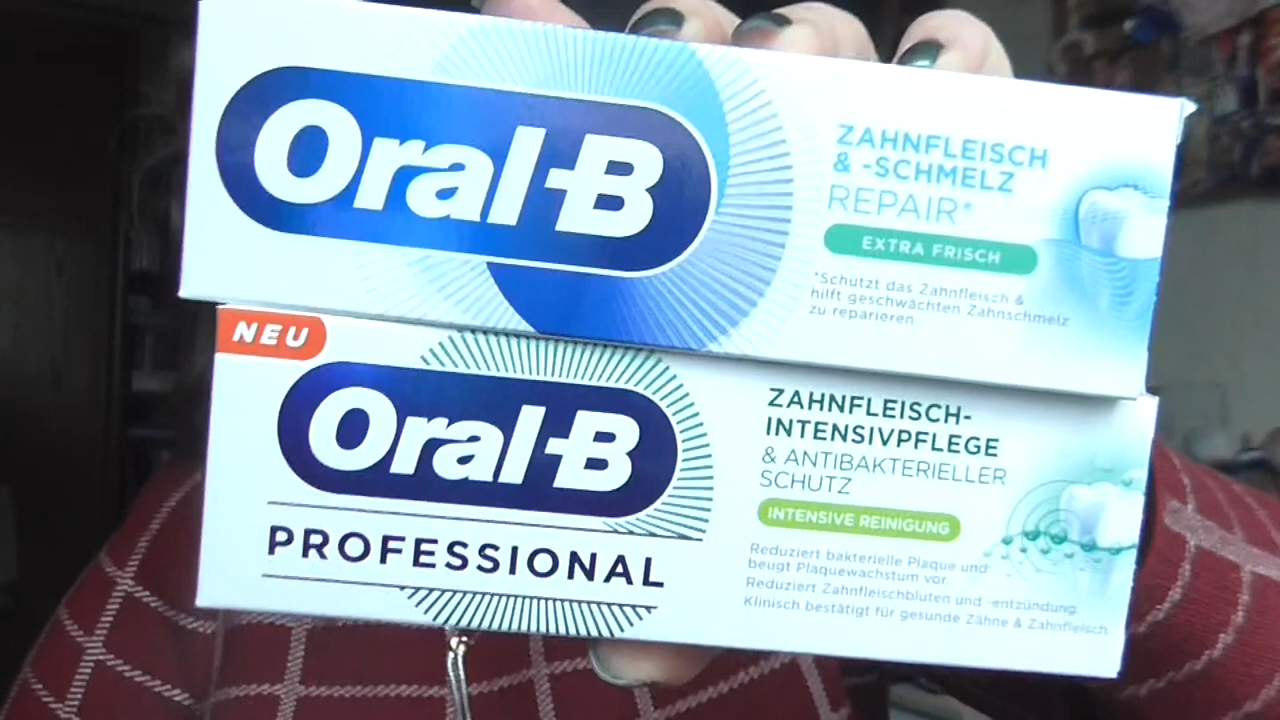 Oral-B
ZAHNFLEISCH
& -SCHMELZ
REPAIR*
EXTRA FRISCH
*Schützt das Zahnfleisch &
hilft geschwächten Zahnschmelz
zu reparieren.
NEU
Oral-B
PROFESSIONAL
ZAHNFLEISCH-
INTENSIVPFLEGE
& ANTIBAKTERIELLER
SCHUTZ
INTENSIVE REINIGUNG
Reduziert bakterielle Plaque und
beugt Plaquewachstum vor.
Reduziert Zahnfleischbluten und -entzündung.
Klinisch bestätigt für gesunde Zähne & Zahnfleisch.